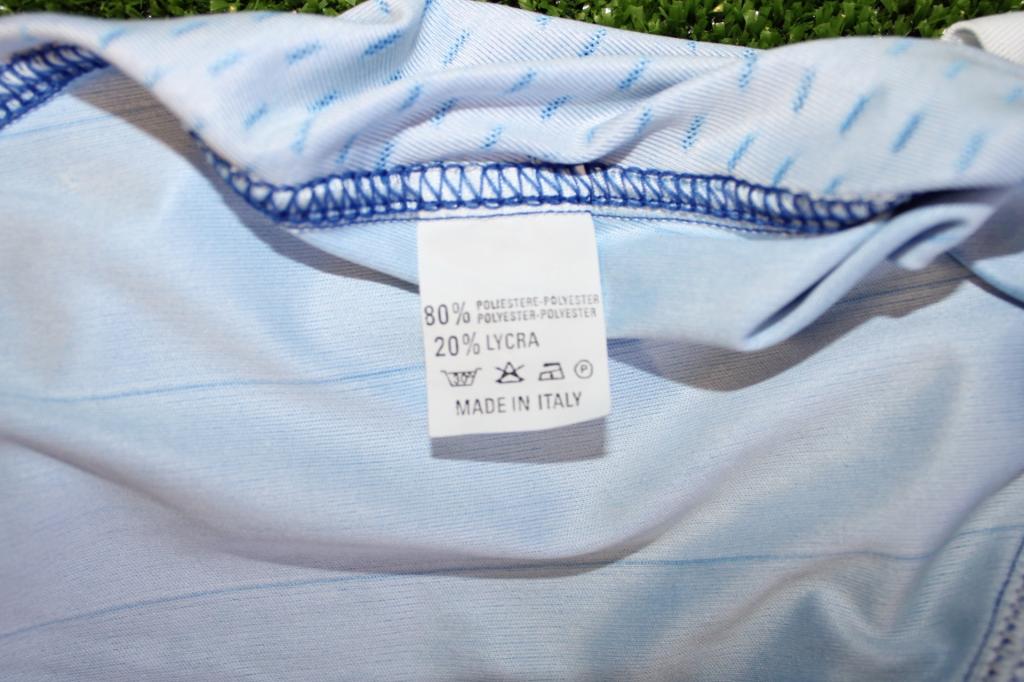 80% POLIESTERE-POLYESTER
POLYESTER-POLYESTER
20% LYCRA
P
MADE IN ITALY